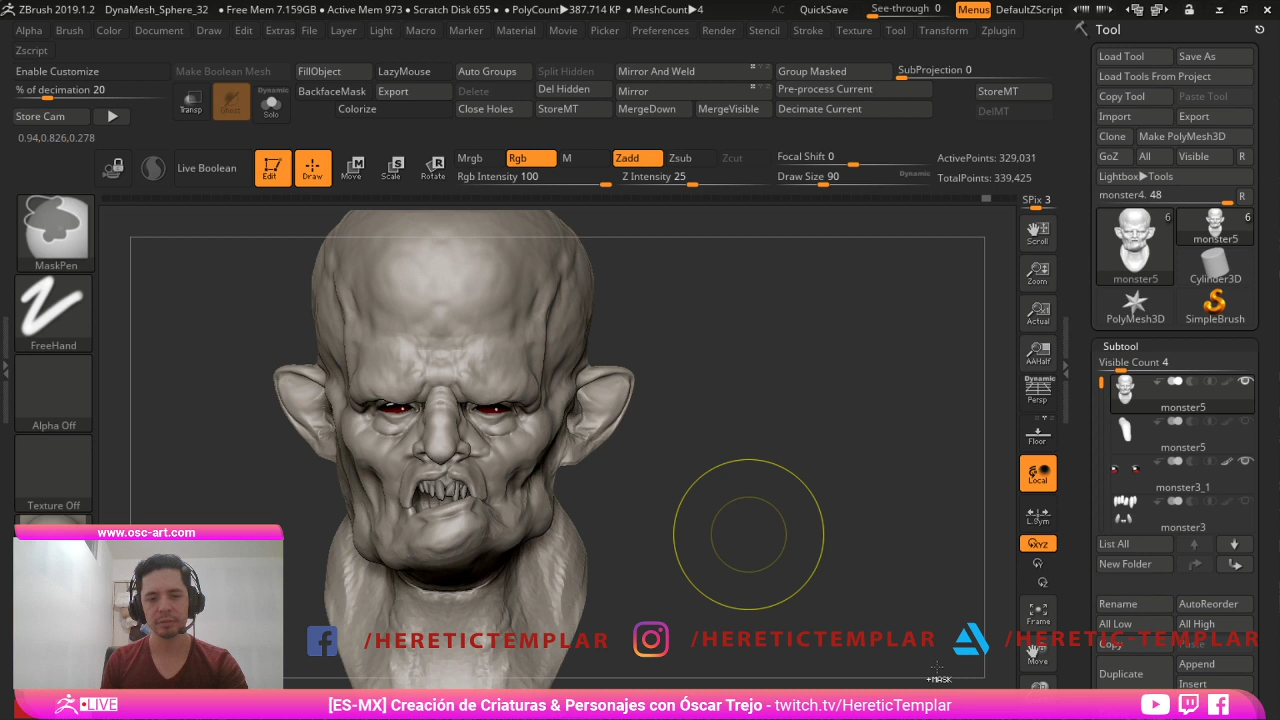 ZBrush 2019.1.2 DynaMesh_Sphere_32 • Free Mem 7.159GB • Active Mem 973 • Scratch Disk 655 • • PolyCount▶387.714 KP • MeshCount▶4 AC QuickSave See-through 0 Menus DefaultZScript
Alpha Brush Color Document Draw Edit Extras File Layer Light Macro Marker Material Movie Picker Preferences Render Stencil Stroke Texture Tool Transform Zplugin
Zscript
Enable Customize Make Boolean Mesh FillObject LazyMouse Auto Groups Split Hidden Mirror And Weld Group Masked SubProjection 0
% of decimation 20 Transp Ghost Dynamic Solo BackfaceMask Export Delete Del Hidden Mirror Pre-process Current StoreMT
Store Cam Colorize Close Holes StoreMT MergeDown MergeVisible Decimate Current DelMT
0.94,0.826,0.278
Live Boolean Edit Draw Move Scale Rotate Mrgb Rgb M Zadd Zsub Zcut Focal Shift 0 ActivePoints: 329,031
Rgb Intensity 100 Z Intensity 25 Draw Size 90 Dynamic TotalPoints: 339,425
MaskPen
FreeHand
Alpha Off
Texture Off
SPix 3
Scroll
Zoom
Actual
AAHalf
Dynamic
Persp
Floor
Local
L.Sym
XYZ
Frame
Move
Tool
Load Tool Save As
Load Tools From Project
Copy Tool Paste Tool
Import Export
Clone Make PolyMesh3D
GoZ All Visible R
Lightbox▶Tools
monster4. 48 R
6 6
monster5
monster5 Cylinder3D
PolyMesh3D SimpleBrush
Subtool
Visible Count 4
monster5
monster5
monster3_1
monster3
List All
New Folder
Rename AutoReorder
All Low All High
Copy Paste
Duplicate Append
Insert
+MASK
www.osc-art.com
/HERETICTEMPLAR /HERETICTEMPLAR /HERETIC-TEMPLAR
LIVE [ES-MX] Creación de Criaturas & Personajes con Óscar Trejo - twitch.tv/HereticTemplar